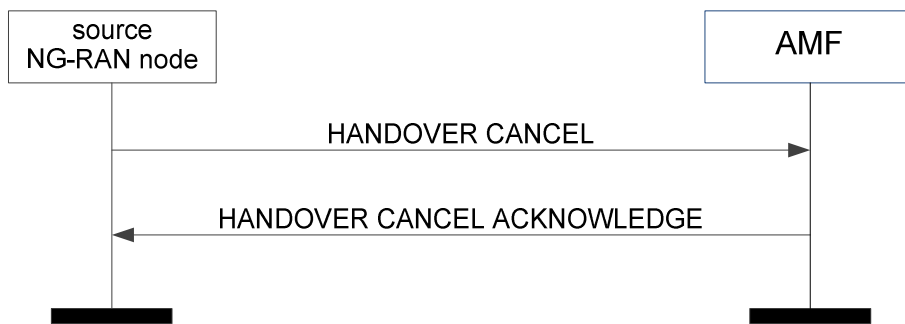 source
NG-RAN node
AMF
HANDOVER CANCEL
HANDOVER CANCEL ACKNOWLEDGE